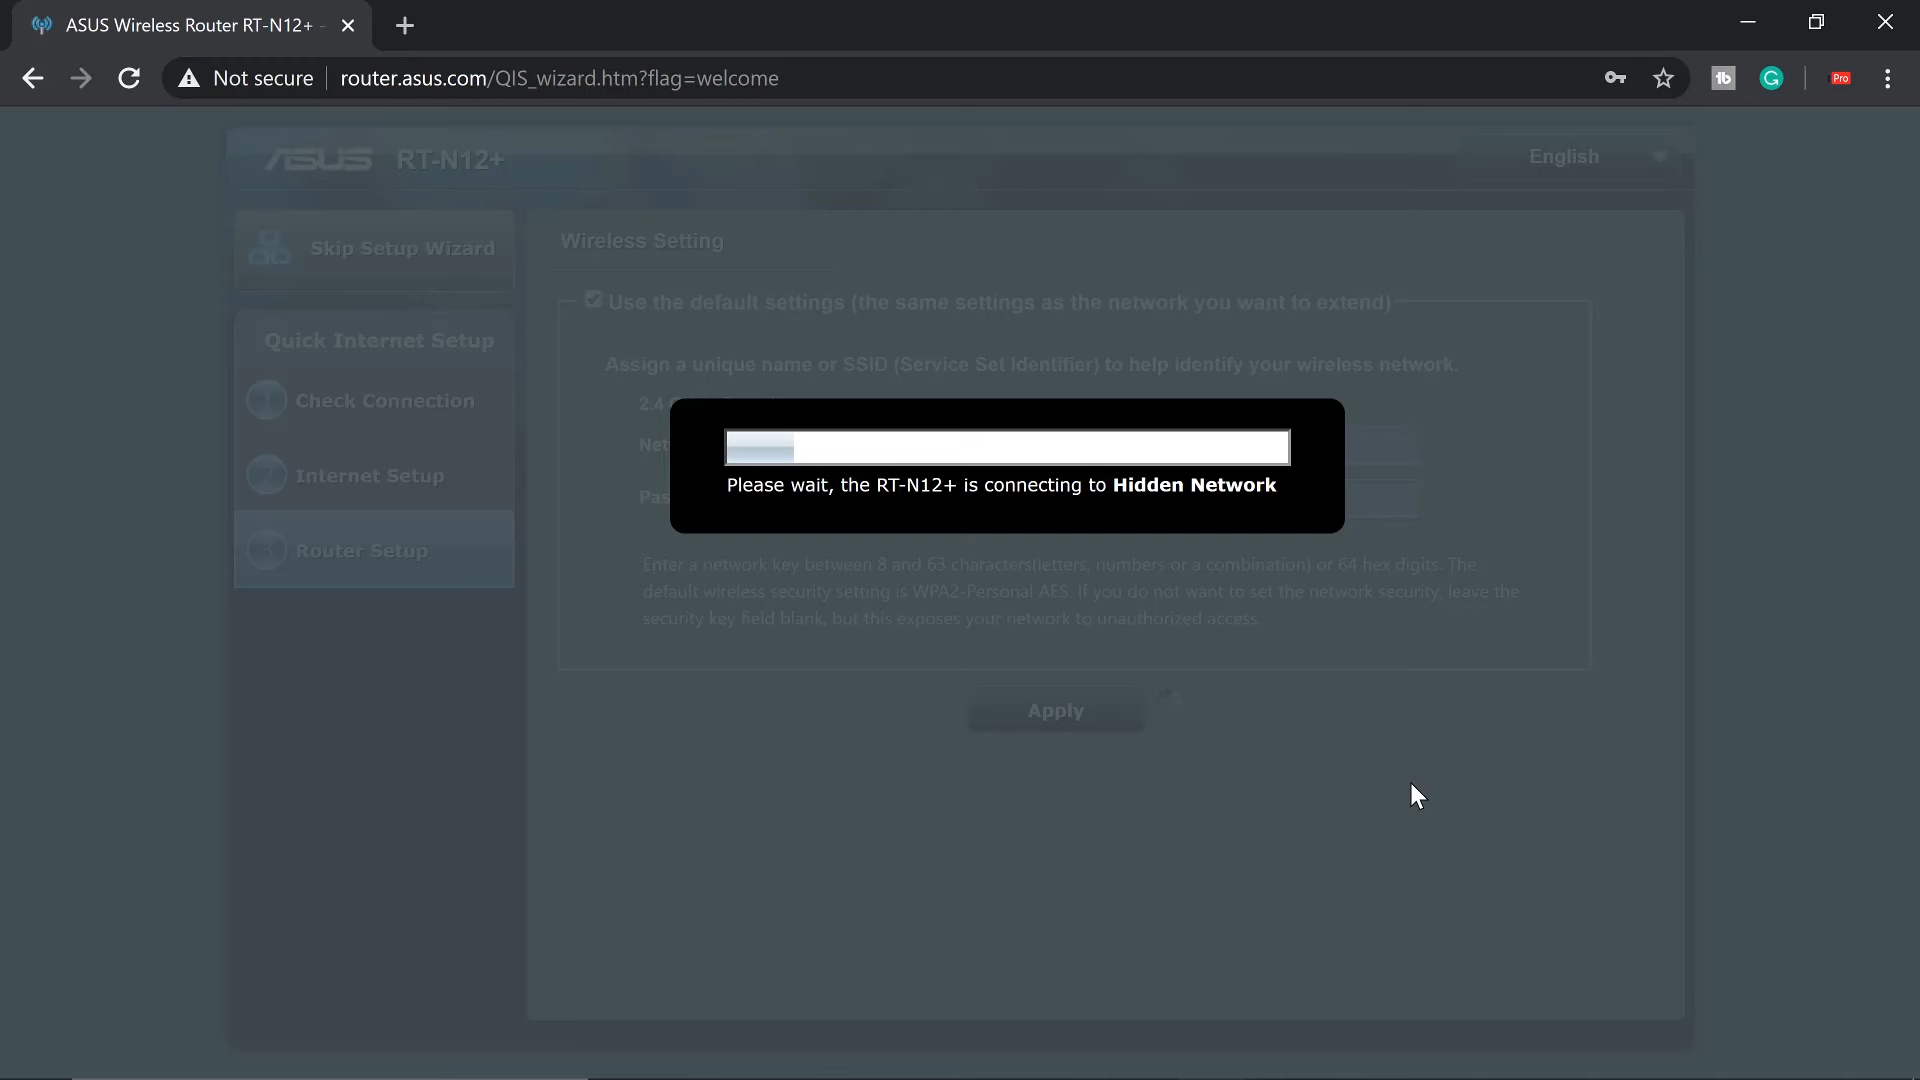 ASUS Wireless Router RT-N12+ -
Not secure router.asus.com/QIS_wizard.htm?flag=welcome
Pro
ASUS RT-N12+
English
Skip Setup Wizard
Wireless Setting
Use the default settings (the same settings as the network you want to extend)
Quick Internet Setup
Assign a unique name or SSID (Service Set Identifier) to help identify your wireless network.
1 Check Connection
2.4
Please wait, the RT-N12+ is connecting to Hidden Network
2 Internet Setup
3 Router Setup
Enter a network key between 8 and 63 characters(letters, numbers or a combination) or 64 hex digits. The
default wireless security setting is WPA2-Personal AES. If you do not want to set the network security, leave the
security key field blank, but this exposes your network to unauthorized access.
Apply